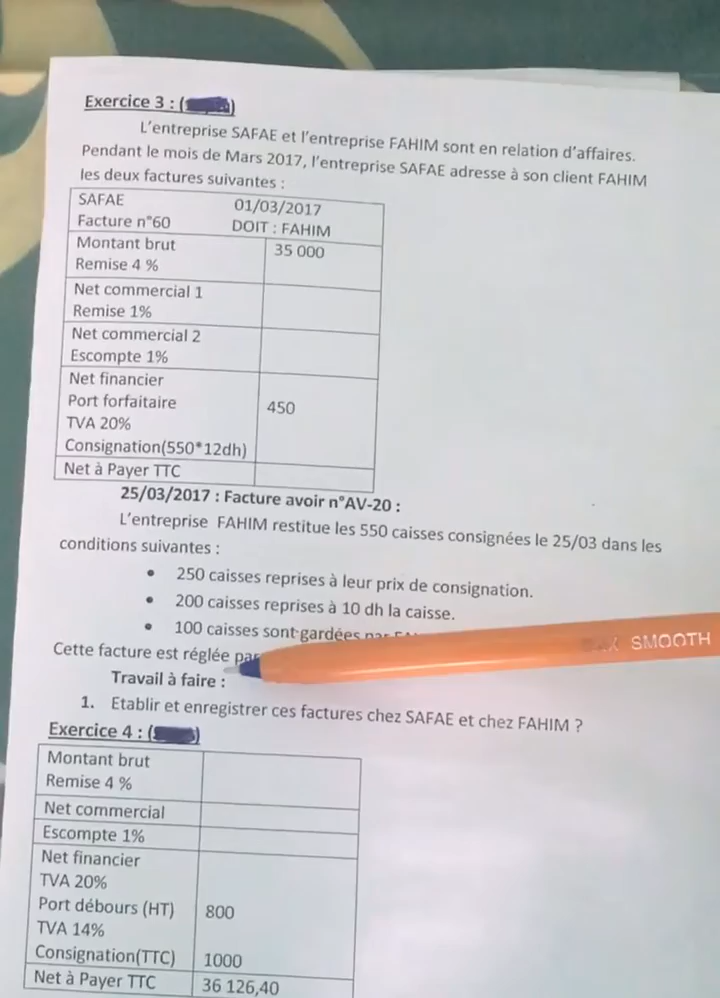 Exercice 3 : ( )
L'entreprise SAFAE et l'entreprise FAHIM sont en relation d'affaires.
Pendant le mois de Mars 2017, l'entreprise SAFAE adresse à son client FAHIM
les deux factures suivantes :
SAFAE 01/03/2017
Facture n°60 DOIT : FAHIM
Montant brut 35 000
Remise 4 %
Net commercial 1
Remise 1%
Net commercial 2
Escompte 1%
Net financier
Port forfaitaire 450
TVA 20%
Consignation(550*12dh)
Net à Payer TTC
25/03/2017 : Facture avoir n°AV-20 :
L'entreprise FAHIM restitue les 550 caisses consignées le 25/03 dans les
conditions suivantes :
• 250 caisses reprises à leur prix de consignation.
• 200 caisses reprises à 10 dh la caisse.
• 100 caisses sont gardées
Cette facture est réglée par
Travail à faire :
1. Etablir et enregistrer ces factures chez SAFAE et chez FAHIM ?
Exercice 4 : ( )
Montant brut
Remise 4 %
Net commercial
Escompte 1%
Net financier
TVA 20%
Port débours (HT) 800
TVA 14%
Consignation(TTC) 1000
Net à Payer TTC 36 126,40
SMOOTH